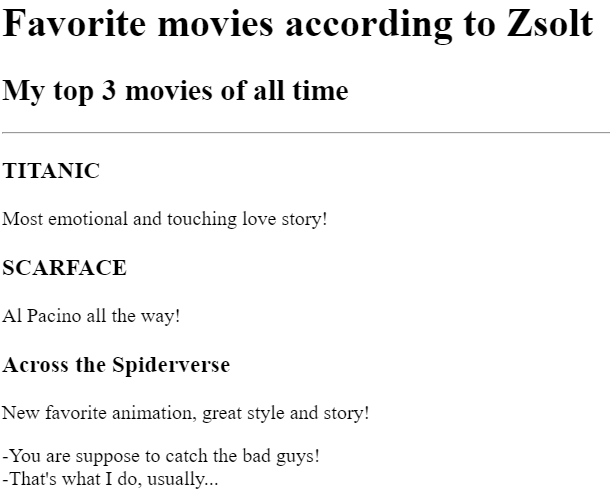 Favorite movies according to Zsolt
My top 3 movies of all time
TITANIC
Most emotional and touching love story!
SCARFACE
Al Pacino all the way!
Across the Spiderverse
New favorite animation, great style and story!
-You are suppose to catch the bad guys!
-That's what I do, usually...